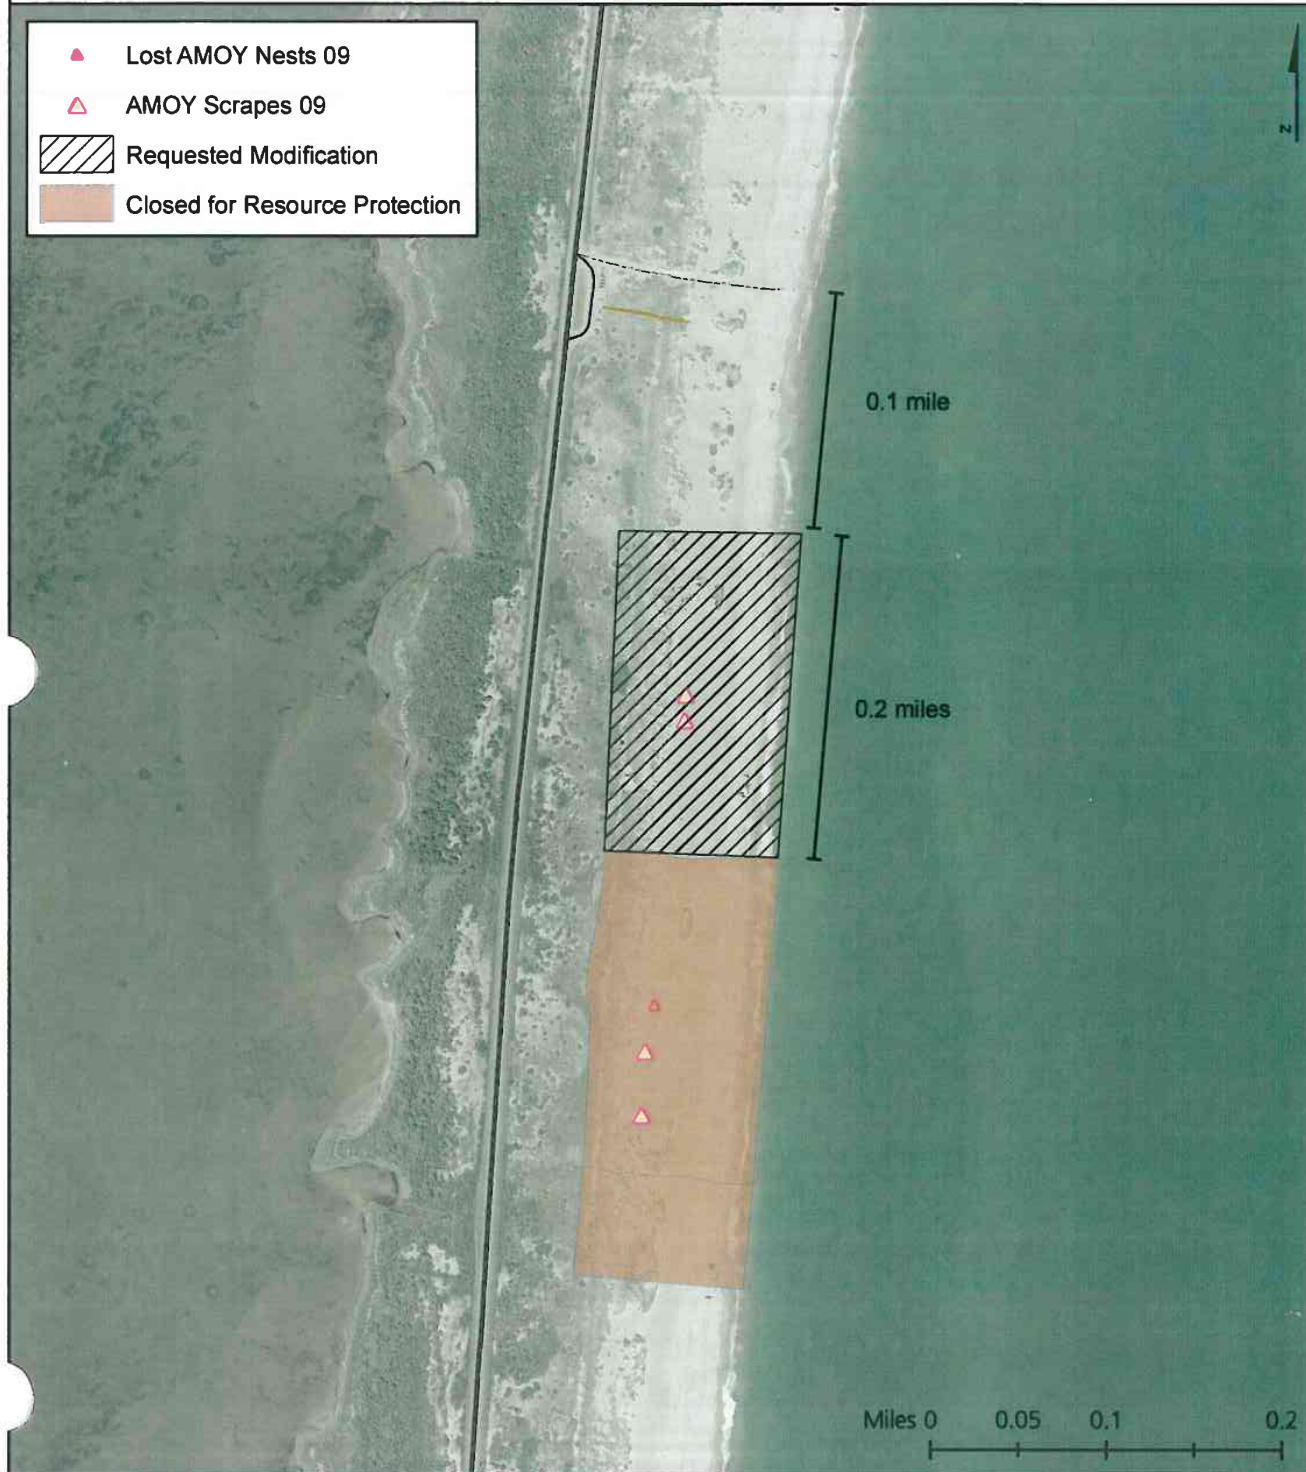 Lost AMOY Nests 09
AMOY Scrapes 09
Requested Modification
Closed for Resource Protection
N
0.1 mile
0.2 miles
Miles 0 0.05 0.1 0.2